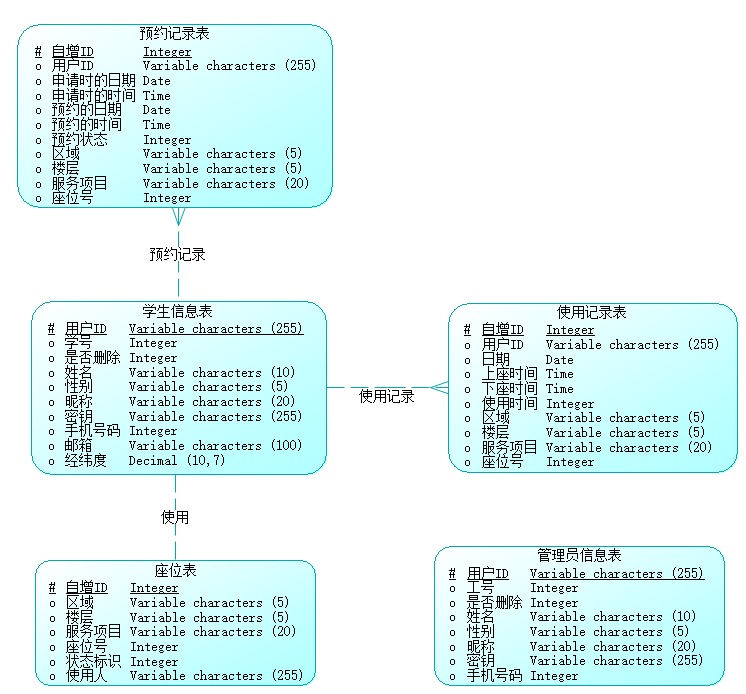 预约记录表
# 自增ID Integer
o 用户ID Variable characters (255)
o 申请时的日期 Date
o 申请时的时间 Time
o 预约的日期 Date
o 预约的时间 Time
o 预约状态 Integer
o 区域 Variable characters (5)
o 楼层 Variable characters (5)
o 服务项目 Variable characters (20)
o 座位号 Integer
预约记录
学生信息表
# 用户ID Variable characters (255)
o 学号 Integer
o 是否删除 Integer
o 姓名 Variable characters (10)
o 性别 Variable characters (5)
o 昵称 Variable characters (20)
o 密钥 Variable characters (255)
o 手机号码 Integer
o 邮箱 Variable characters (100)
o 经纬度 Decimal (10,7)
使用记录
使用记录表
# 自增ID Integer
o 用户ID Variable characters (255)
o 日期 Date
o 上座时间 Time
o 下座时间 Time
o 使用时间 Integer
o 区域 Variable characters (5)
o 楼层 Variable characters (5)
o 服务项目 Variable characters (20)
o 座位号 Integer
使用
座位表
# 自增ID Integer
o 区域 Variable characters (5)
o 楼层 Variable characters (5)
o 服务项目 Variable characters (20)
o 座位号 Integer
o 状态标识 Integer
o 使用人 Variable characters (255)
管理员信息表
# 用户ID Variable characters (255)
o 工号 Integer
o 是否删除 Integer
o 姓名 Variable characters (10)
o 性别 Variable characters (5)
o 昵称 Variable characters (20)
o 密钥 Variable characters (255)
o 手机号码 Integer